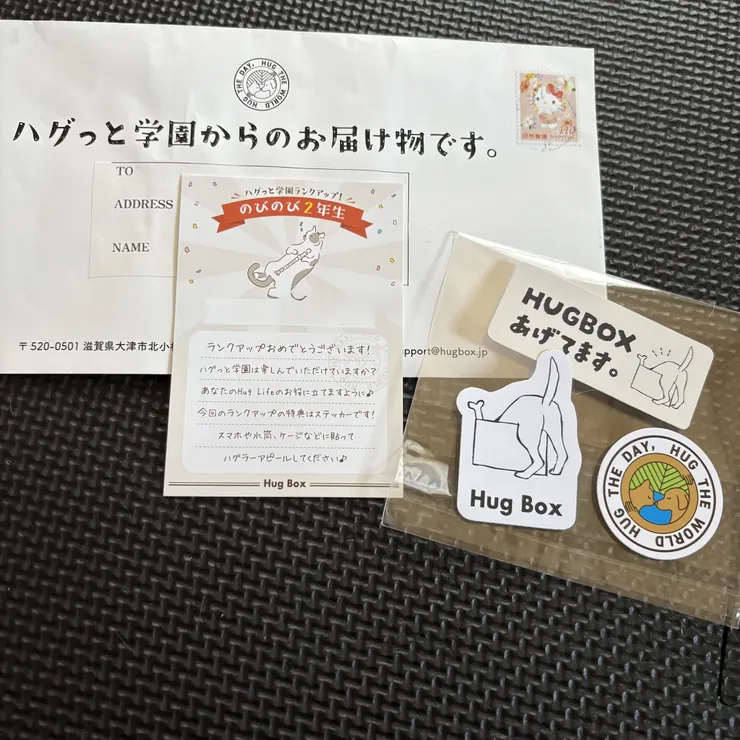 HUG THE DAY, HUG THE WORLD
110
日本郵便 NIPPON
ハグっと学園からのお届け物です。
TO
ADDRESS
NAME
〒520-0501 滋賀県大津市北小松
support@hugbox.jp
ハグっと学園ランクアップ!
のびのび2年生
ランクアップおめでとうございます!
ハグっと学園は楽しんでいただけていますか?
あなたのHug Lifeのお役に立てますように♪
今回のランクアップの特典はステッカーです!
スマホや水筒、ケージなどに貼って
ハグラーアピールしてください♪
Hug Box
HUGBOX
あげてます。
Hug Box
HUG THE DAY, HUG THE WORLD